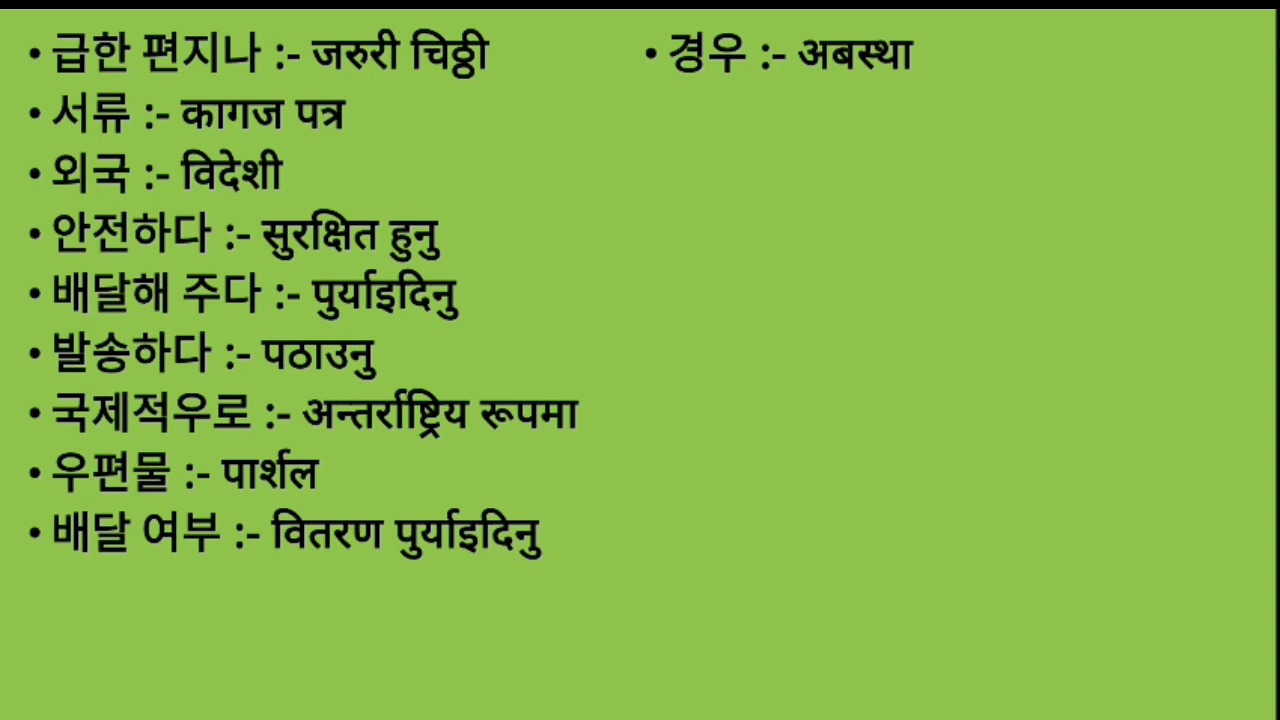 • 급한 편지나 :- जरुरी चिठ्ठी
• 서류 :- कागज पत्र
• 외국 :- विदेशी
• 안전하다 :- सुरक्षित हुनु
• 배달해 주다 :- पुर्याइदिनु
• 발송하다 :- पठाउनु
• 국제적우로 :- अन्तर्राष्ट्रिय रूपमा
• 우편물 :- पार्शल
• 배달 여부 :- वितरण पुर्याइदिनु
• 경우 :- अबस्था